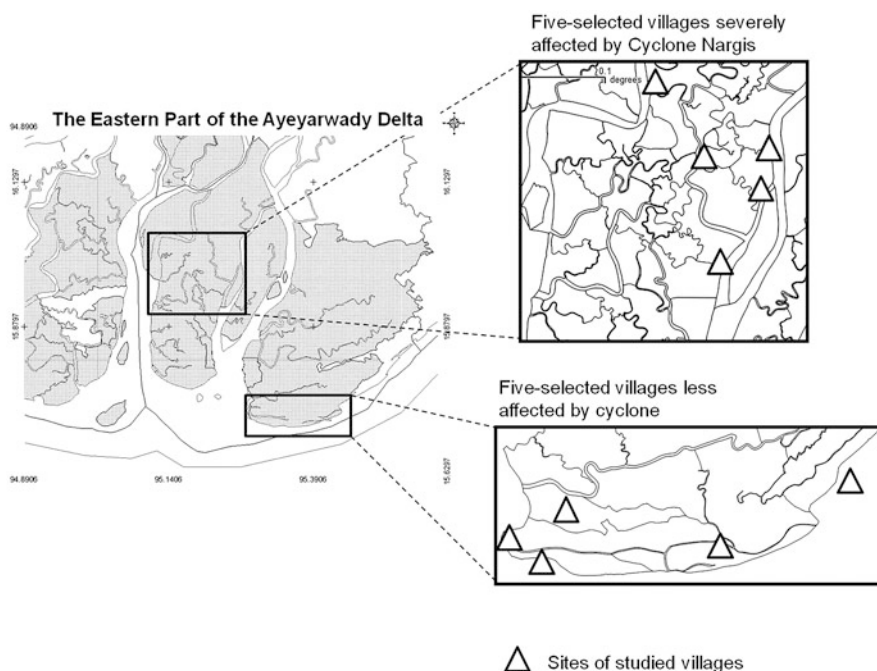 Five-selected villages severely
affected by Cyclone Nargis
0.1
degrees
The Eastern Part of the Ayeyarwady Delta
94.8906
16.1297
16.1297
15.8797
15.8797
Five-selected villages less
affected by cyclone
15.6297
94.8906
95.1406
95.3906
Sites of studied villages